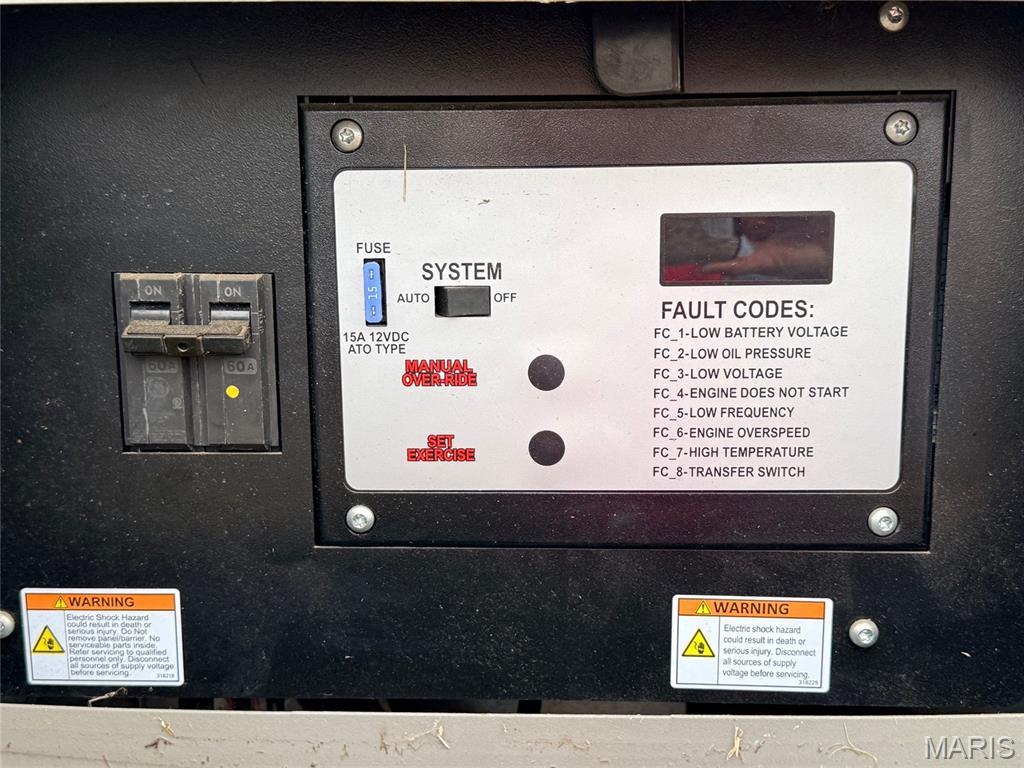 ON
ON
60A
60A
FUSE
15
15A 12VDC
ATO TYPE
SYSTEM
AUTO
OFF
MANUAL
OVER-RIDE
SET
EXERCISE
FAULT CODES:
FC_1-LOW BATTERY VOLTAGE
FC_2-LOW OIL PRESSURE
FC_3-LOW VOLTAGE
FC_4-ENGINE DOES NOT START
FC_5-LOW FREQUENCY
FC_6-ENGINE OVERSPEED
FC_7-HIGH TEMPERATURE
FC_8-TRANSFER SWITCH
WARNING
Electric Shock Hazard
could result in death or
serious injury. Do Not
remove panel/barrier. No
serviceable parts inside.
Refer servicing to qualified
personnel only. Disconnect
all sources of supply voltage
before servicing.
318218
WARNING
Electric shock hazard
could result in death or
serious injury. Disconnect
all sources of supply
voltage before servicing.
318225
MARIS